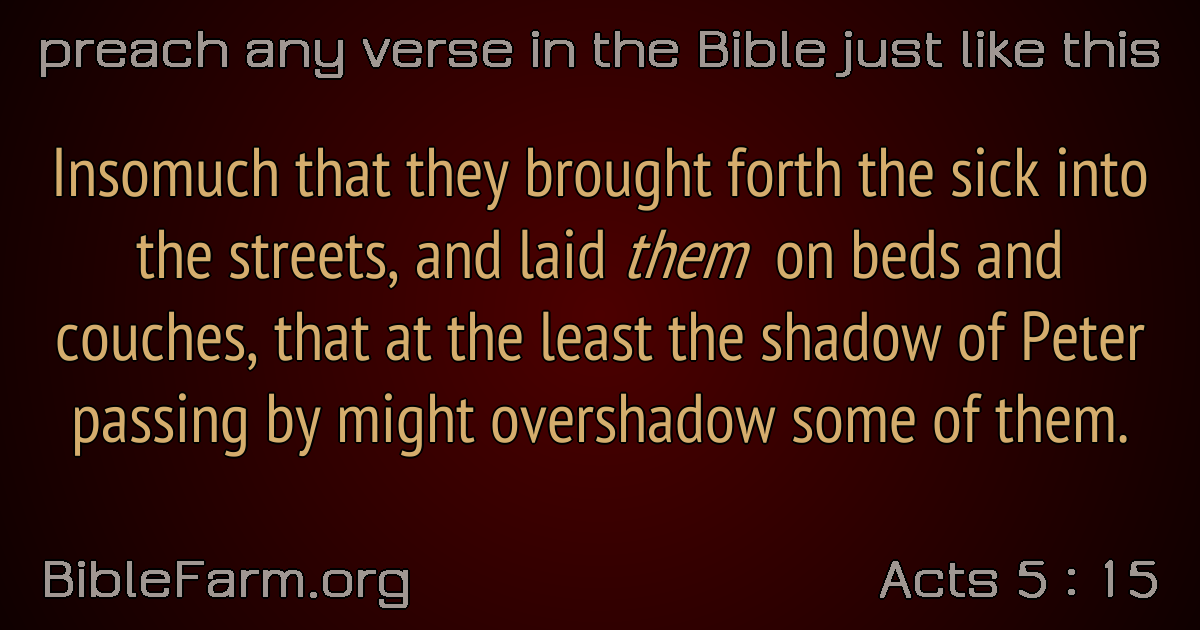 preach any verse in the Bible just like this
Insomuch that they brought forth the sick into
the streets, and laid them on beds and
couches, that at the least the shadow of Peter
passing by might overshadow some of them.
BibleFarm.org
Acts 5 : 15